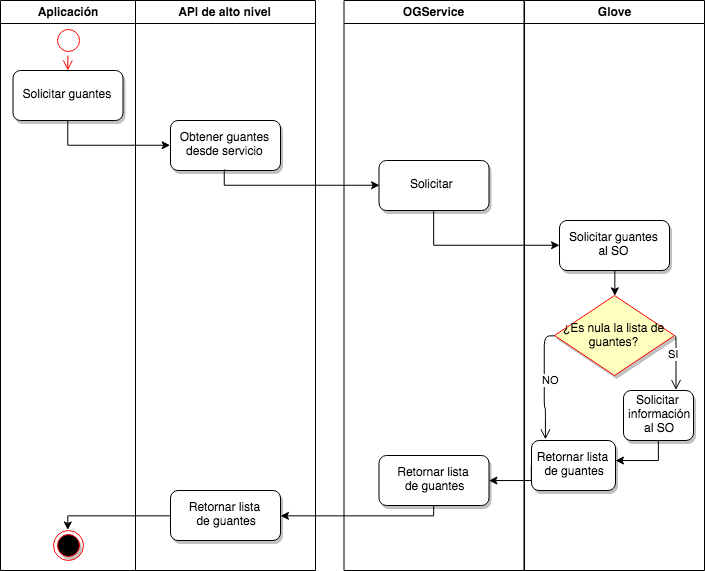 Aplicación
API de alto nivel
OGService
Glove
Solicitar guantes
Obtener guantes
desde servicio
Solicitar
Solicitar guantes
al SO
¿Es nula la lista de
guantes?
SI
NO
Solicitar
información
al SO
Retornar lista
de guantes
Retornar lista
de guantes
Retornar lista
de guantes